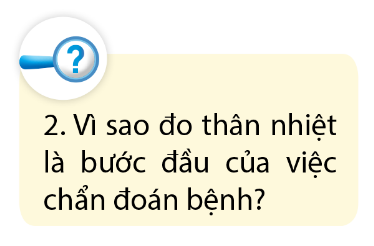 ?
2. Vì sao đo thân nhiệt
là bước đầu của việc
chẩn đoán bệnh?